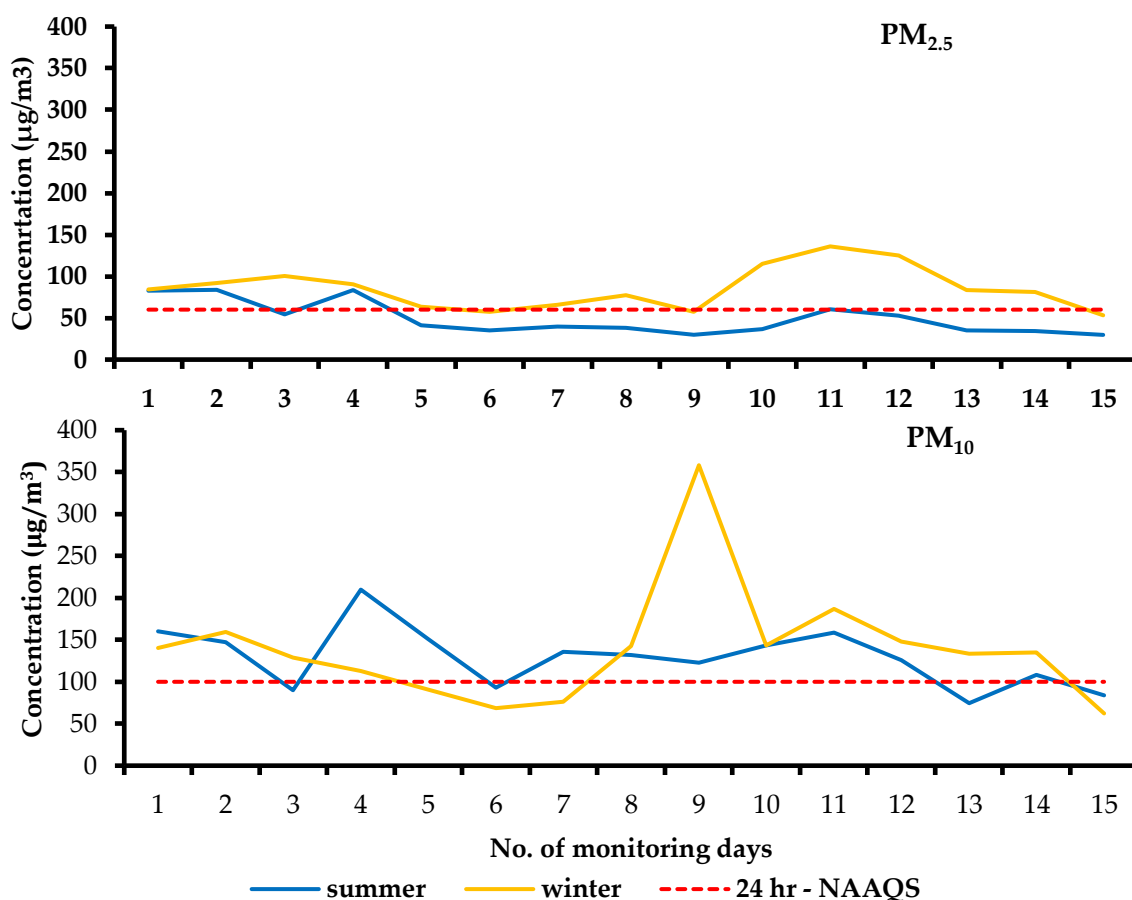 PM2.5
Concenrtation (µg/m3)
400
350
300
250
200
150
100
50
0
1 2 3 4 5 6 7 8 9 10 11 12 13 14 15
PM10
Concentration (µg/m³)
400
350
300
250
200
150
100
50
0
1 2 3 4 5 6 7 8 9 10 11 12 13 14 15
No. of monitoring days
summer winter 24 hr - NAAQS